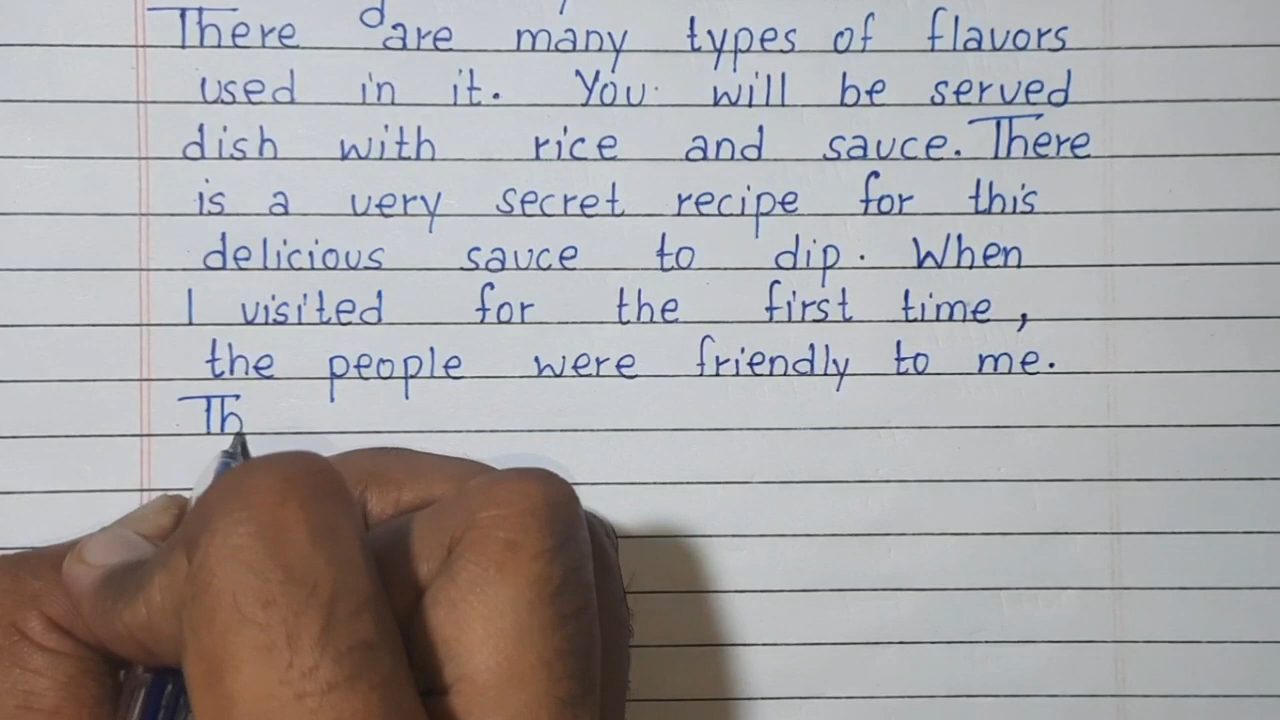 There are many types of flavors
used in it. You will be served
dish with rice and sauce. There
is a very secret recipe for this
delicious sauce to dip. When
I visited for the first time,
the people were friendly to me.
Th